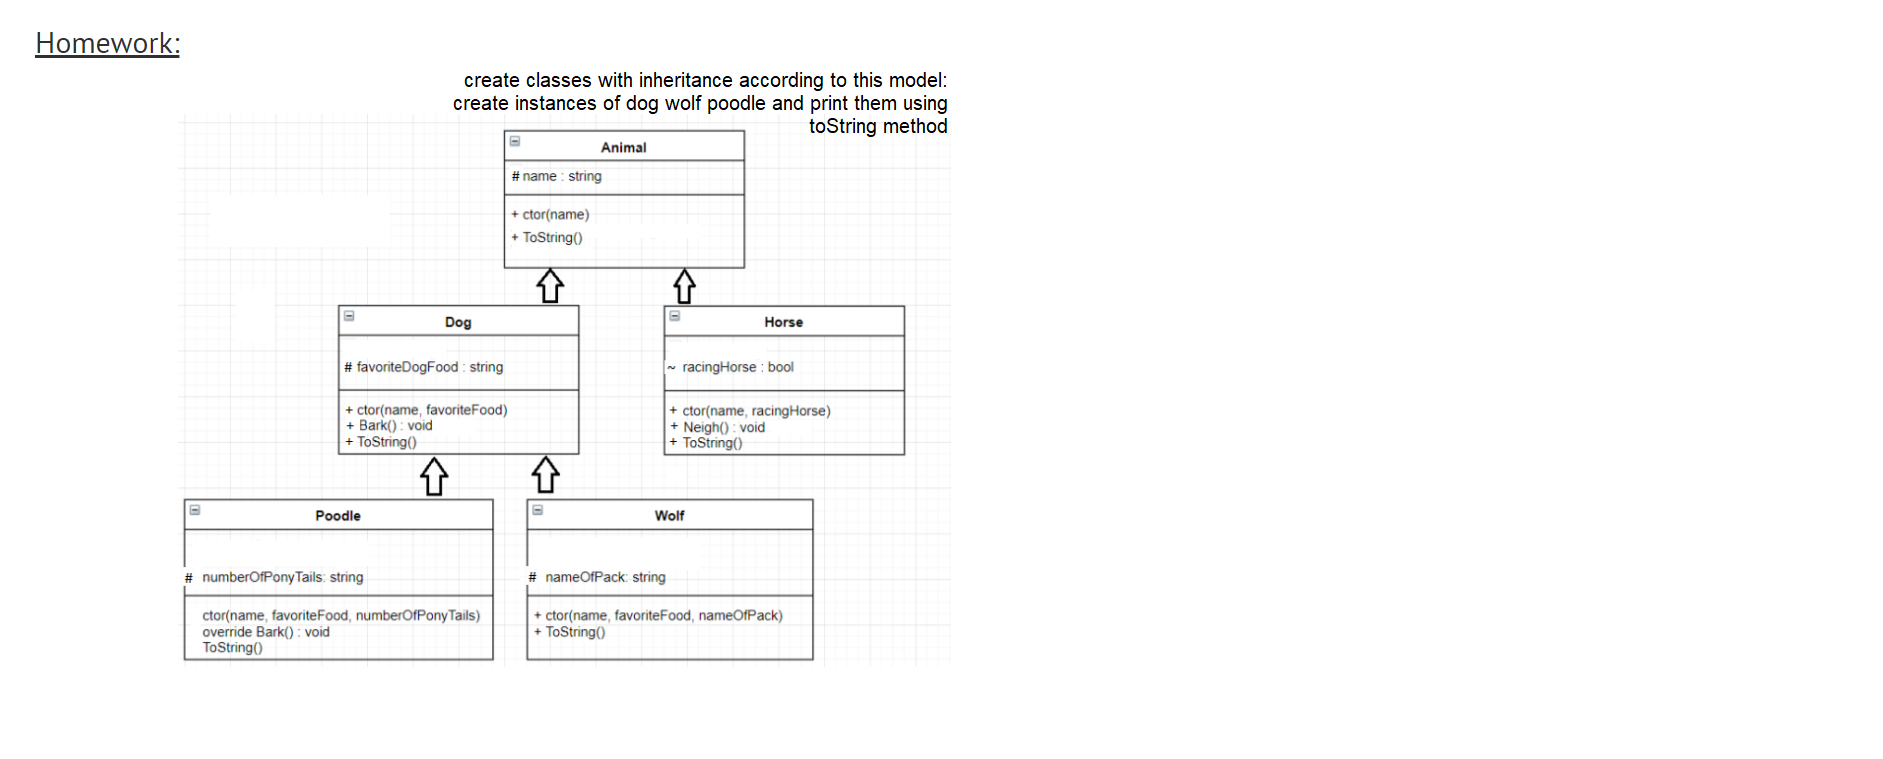 Homework:
create classes with inheritance according to this model:
create instances of dog wolf poodle and print them using
toString method
Animal
# name : string
+ ctor(name)
+ ToString()
Dog
# favoriteDogFood : string
+ ctor(name, favoriteFood)
+ Bark() : void
+ ToString()
Horse
~ racingHorse : bool
+ ctor(name, racingHorse)
+ Neigh() : void
+ ToString()
Poodle
# numberOfPonyTails: string
ctor(name, favoriteFood, numberOfPonyTails)
override Bark() : void
ToString()
Wolf
# nameOfPack: string
+ ctor(name, favoriteFood, nameOfPack)
+ ToString()